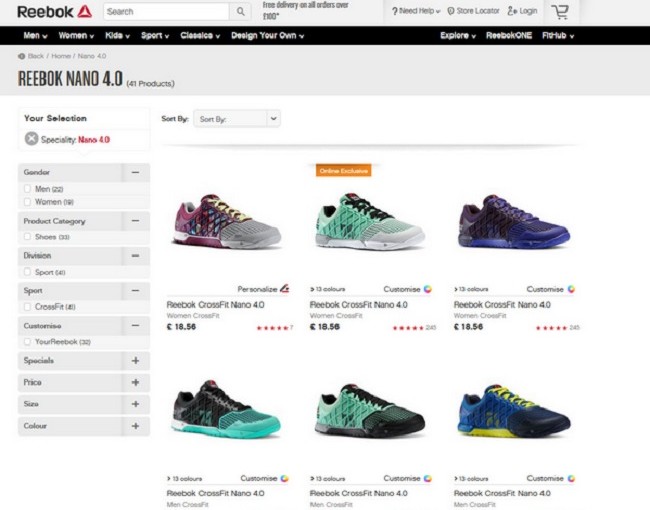 Reebok
Search
Free delivery on all orders over
£100*
? Need Help
Store Locator
Login
Men Women Kids Sport Classics Design Your Own
Explore ReebokONE FitHub
Back / Home / Nano 4.0
REEBOK NANO 4.0 (41 Products)
Your Selection
Speciality: Nano 4.0
Sort By: Sort By:
Gender −
Men (22)
Women (19)
Product Category −
Shoes (33)
Division −
Sport (41)
Sport −
CrossFit (41)
Customise −
YourReebok (32)
Specials +
Price +
Size +
Colour +
Online Exclusive
Personalize
Reebok CrossFit Nano 4.0
Women CrossFit
£ 18.56 ★★★★★ 7
> 13 colours Customise
Reebok CrossFit Nano 4.0
Women CrossFit
£ 18.56 ★★★★★ 245
> 13 colours Customise
Reebok CrossFit Nano 4.0
Women CrossFit
£ 18.56 ★★★★★ 245
> 13 colours Customise
Reebok CrossFit Nano 4.0
Men CrossFit
> 13 colours Customise
Reebok CrossFit Nano 4.0
Men CrossFit
> 13 colours Customise
Reebok CrossFit Nano 4.0
Men CrossFit